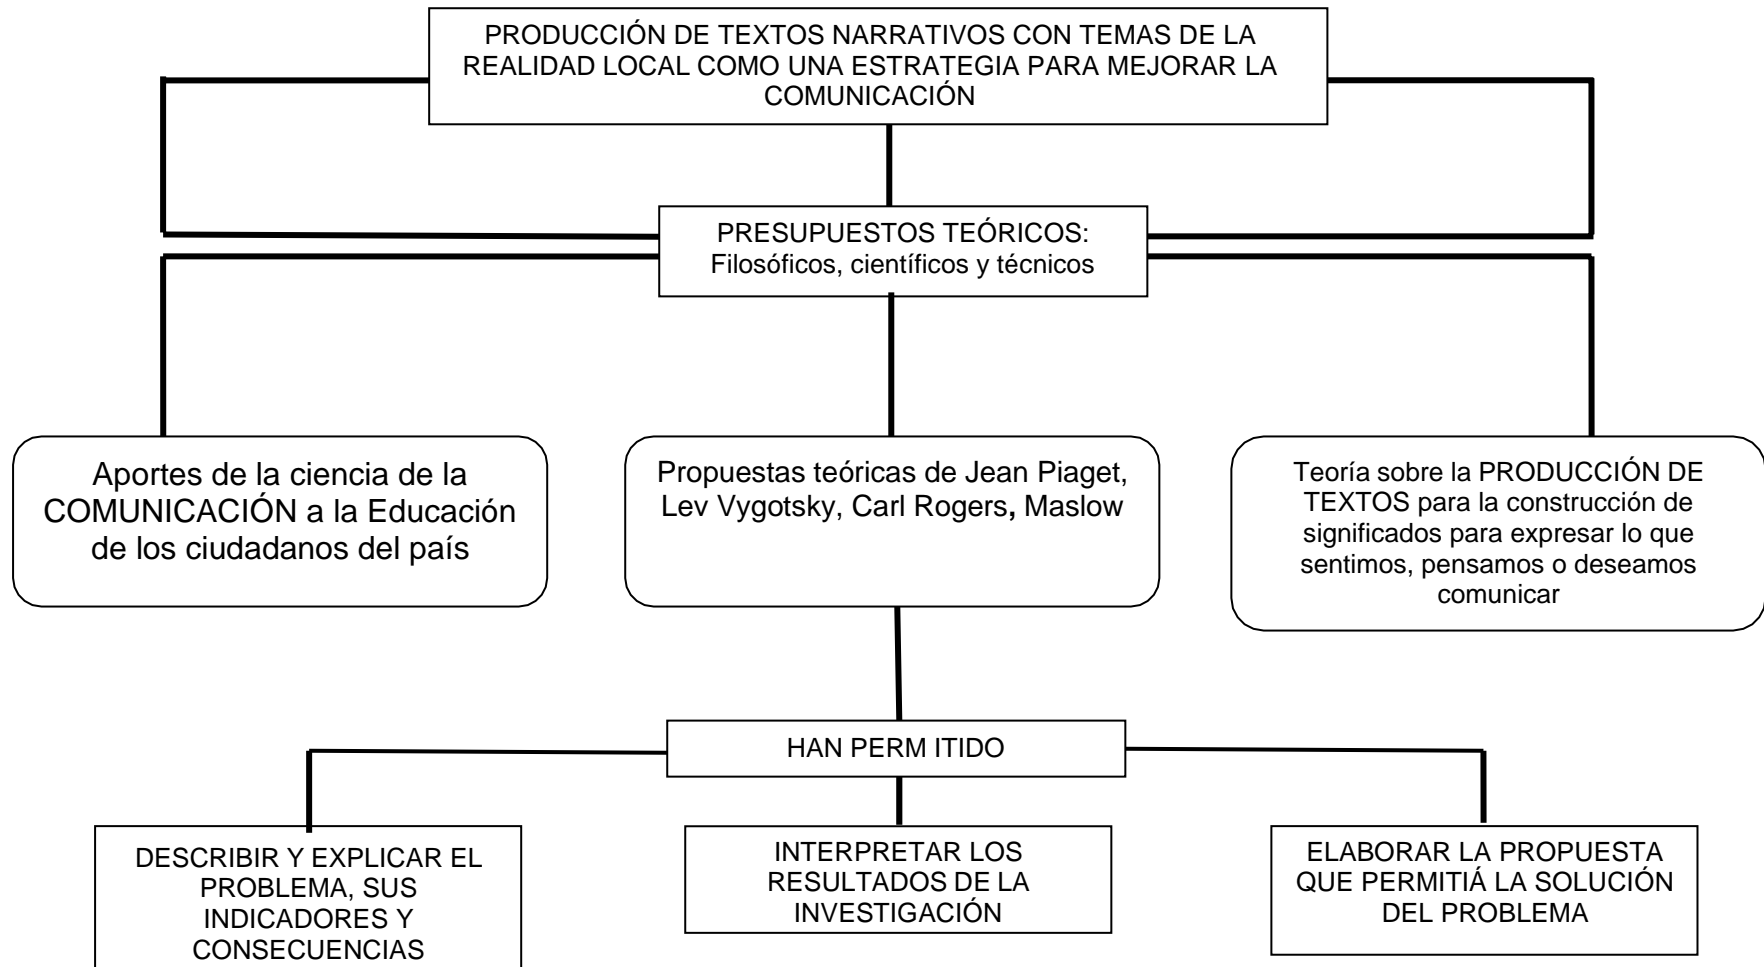 PRODUCCIÓN DE TEXTOS NARRATIVOS CON TEMAS DE LA
REALIDAD LOCAL COMO UNA ESTRATEGIA PARA MEJORAR LA
COMUNICACIÓN
PRESUPUESTOS TEÓRICOS:
Filosóficos, científicos y técnicos
Aportes de la ciencia de la
COMUNICACIÓN a la Educación
de los ciudadanos del país
Propuestas teóricas de Jean Piaget,
Lev Vygotsky, Carl Rogers, Maslow
Teoría sobre la PRODUCCIÓN DE
TEXTOS para la construcción de
significados para expresar lo que
sentimos, pensamos o deseamos
comunicar
HAN PERM ITIDO
DESCRIBIR Y EXPLICAR EL
PROBLEMA, SUS
INDICADORES Y
CONSECUENCIAS
INTERPRETAR LOS
RESULTADOS DE LA
INVESTIGACIÓN
ELABORAR LA PROPUESTA
QUE PERMITIÁ LA SOLUCIÓN
DEL PROBLEMA